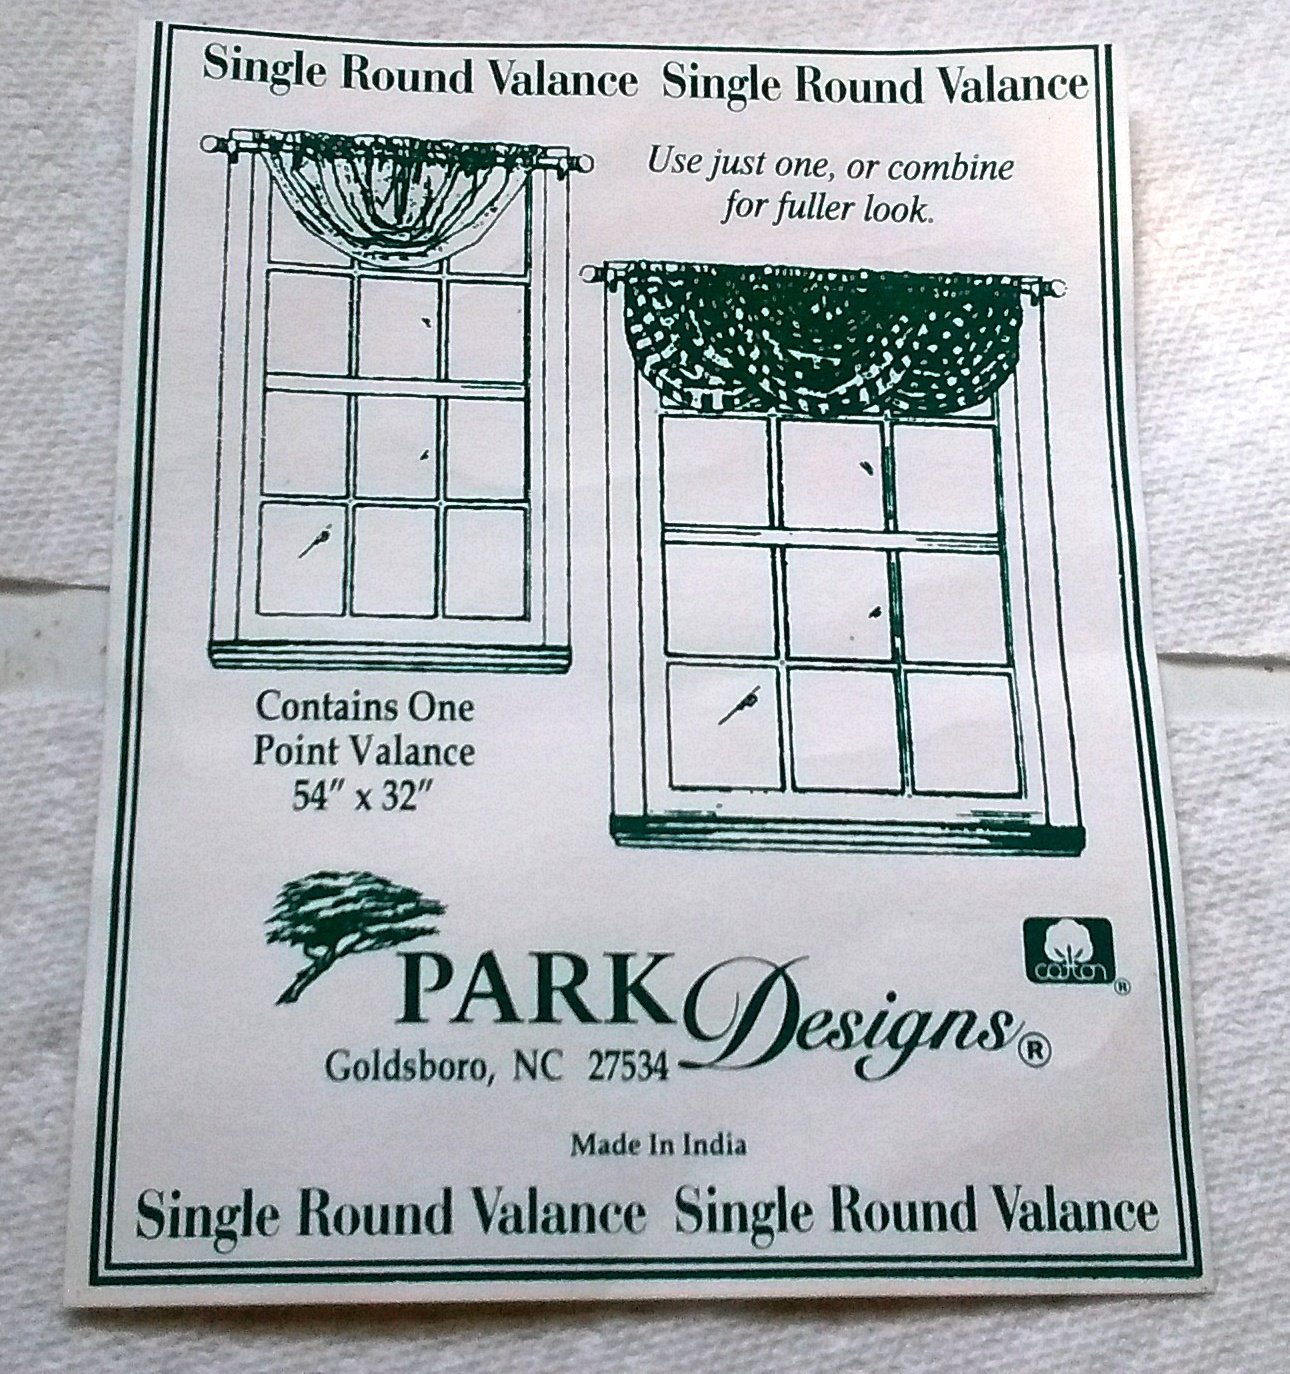 Single Round Valance Single Round Valance
Use just one, or combine
for fuller look.
Contains One
Point Valance
54" x 32"
PARK Designs®
Goldsboro, NC 27534
cotton
®
Made In India
Single Round Valance Single Round Valance